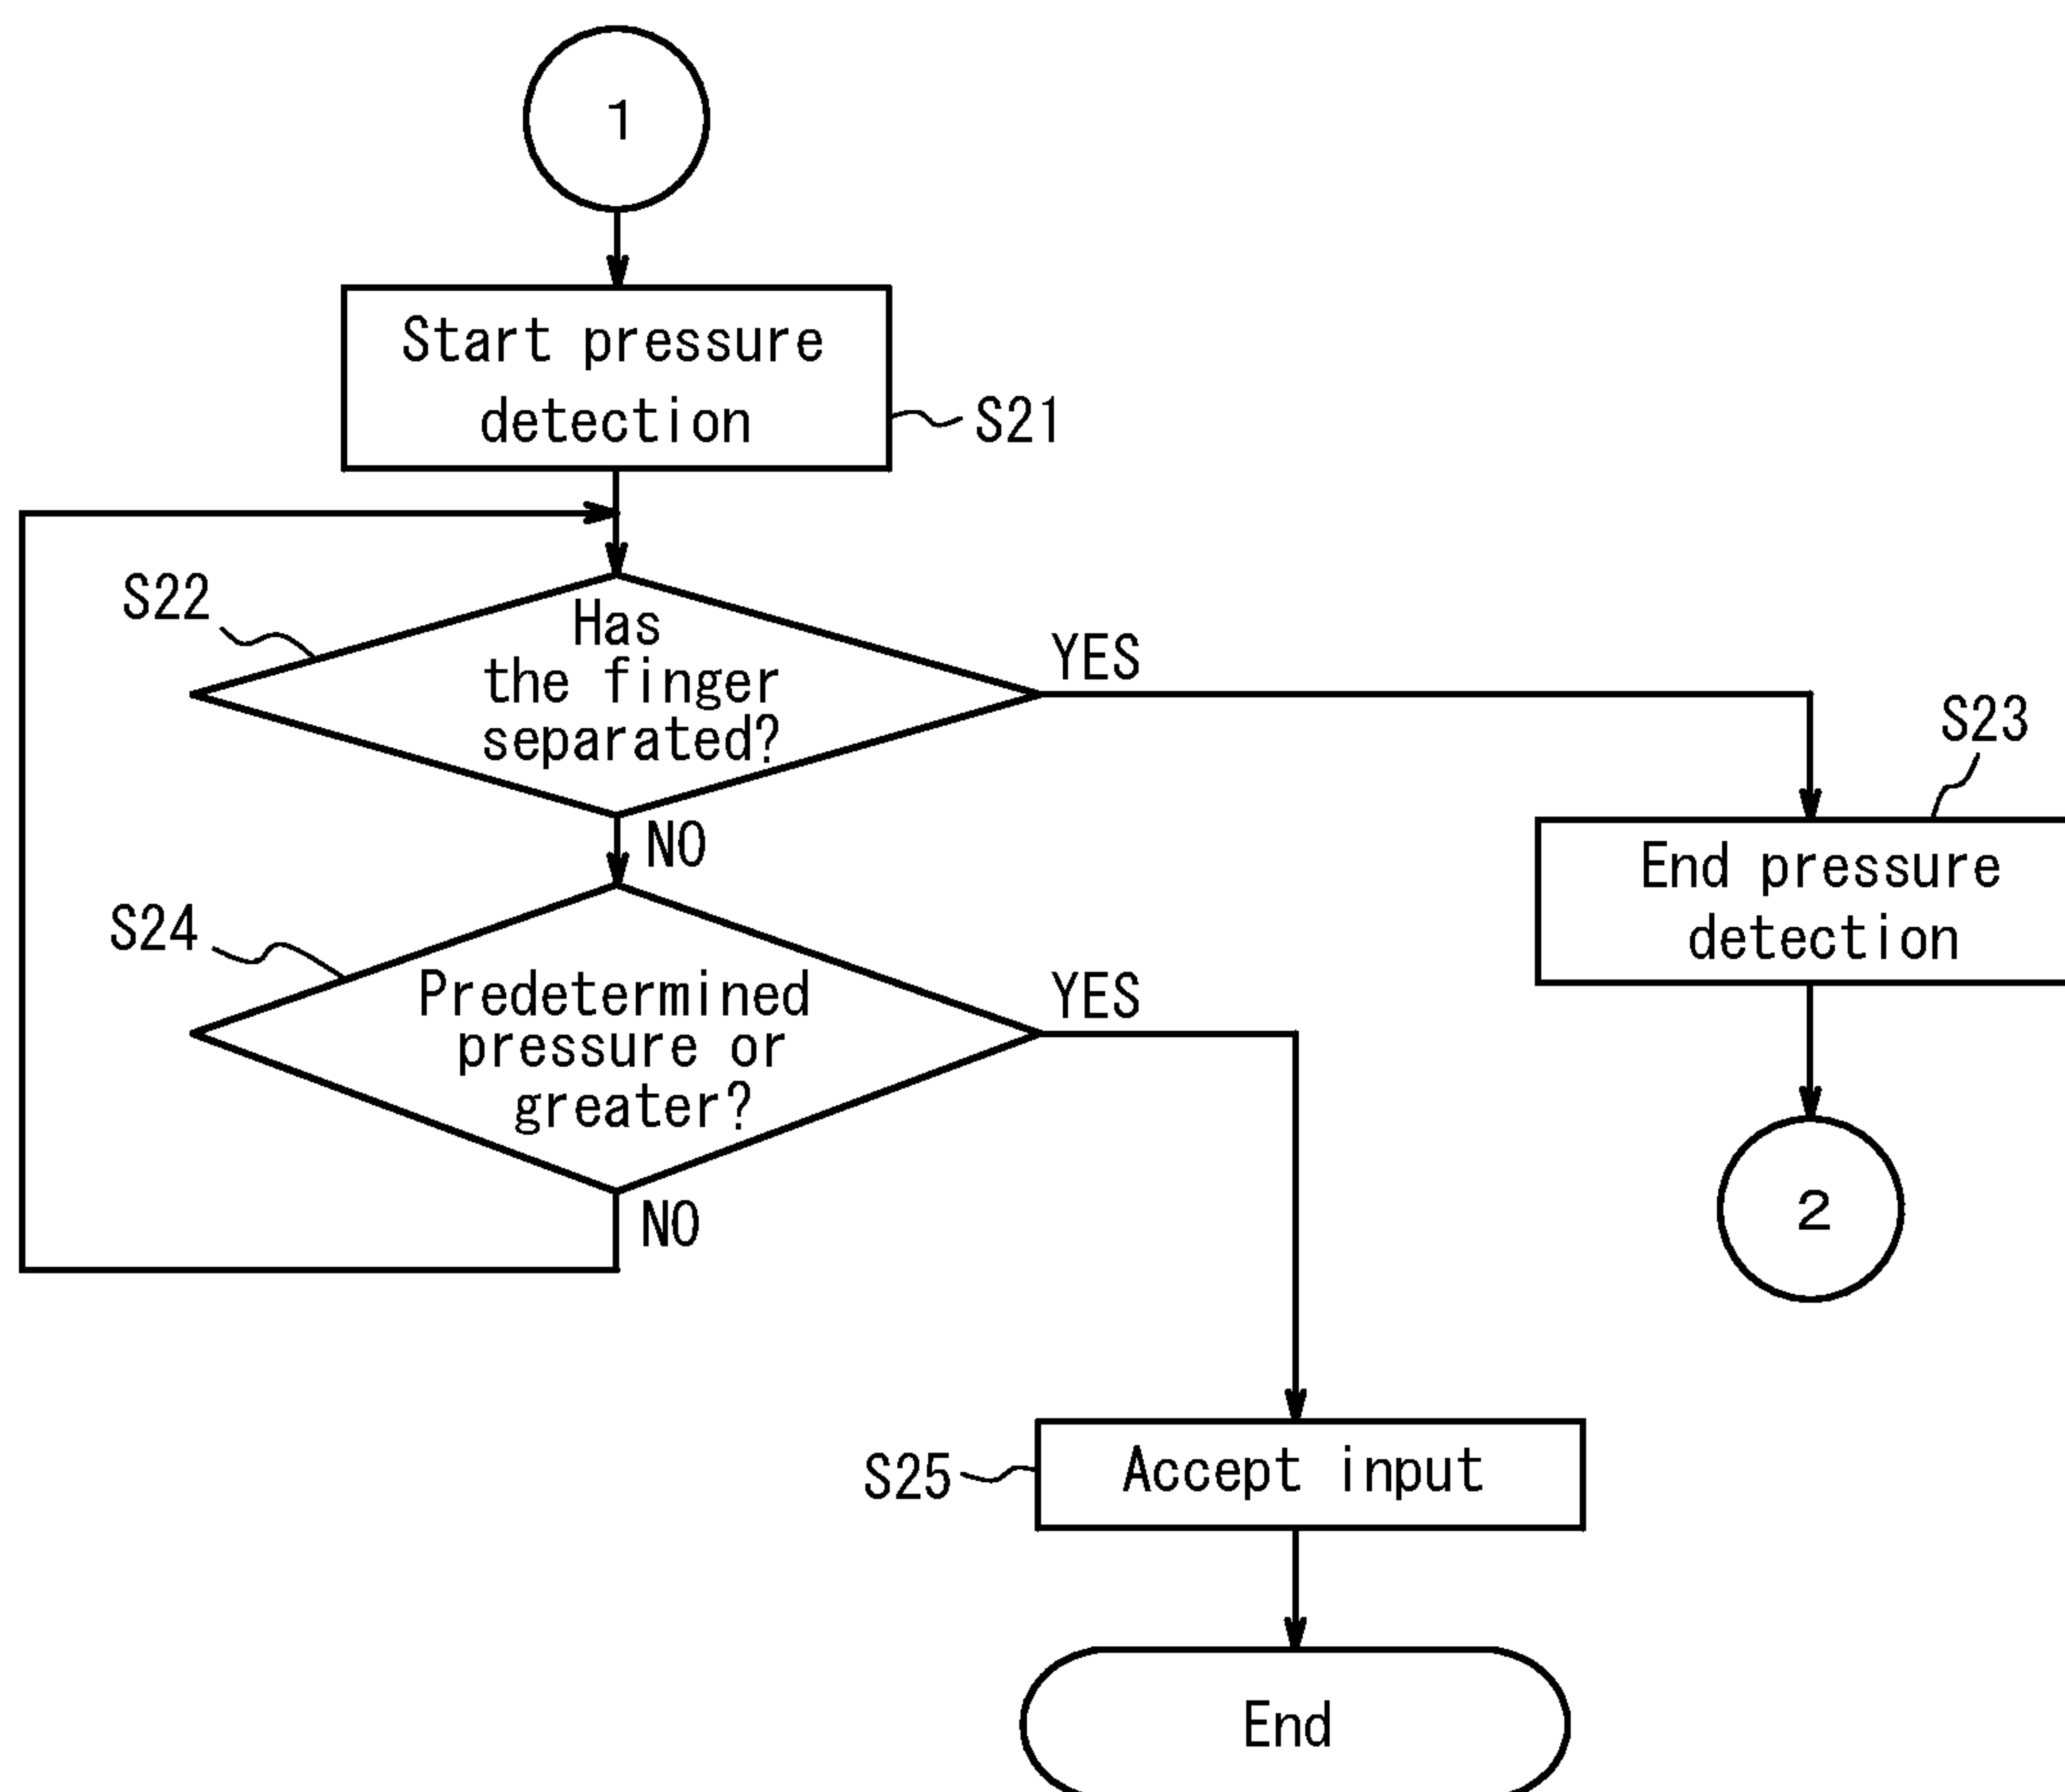 1
Start pressure
detection
S21
S22
Has
the finger
separated?
YES
NO
S23
End pressure
detection
S24
Predetermined
pressure or
greater?
YES
NO
2
S25
Accept input
End